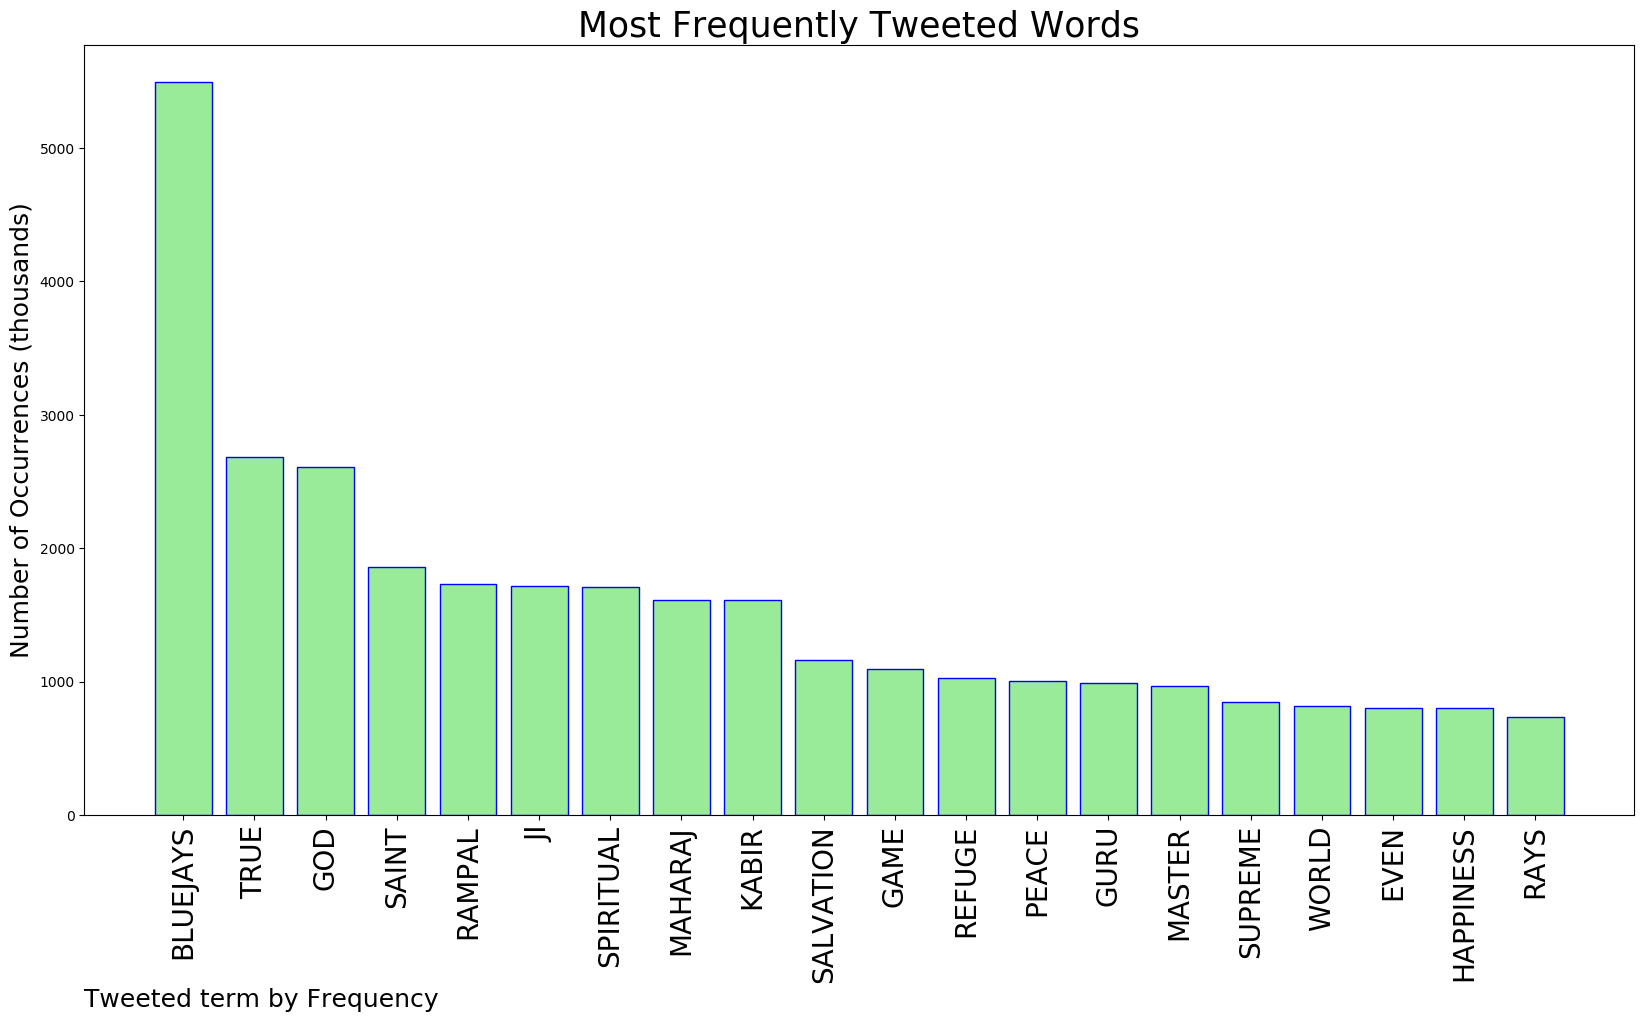 Most Frequently Tweeted Words
Number of Occurrences (thousands)
5000
4000
3000
2000
1000
0
BLUEJAYS
TRUE
GOD
SAINT
RAMPAL
JI
SPIRITUAL
MAHARAJ
KABIR
SALVATION
GAME
REFUGE
PEACE
GURU
MASTER
SUPREME
WORLD
EVEN
HAPPINESS
RAYS
Tweeted term by Frequency